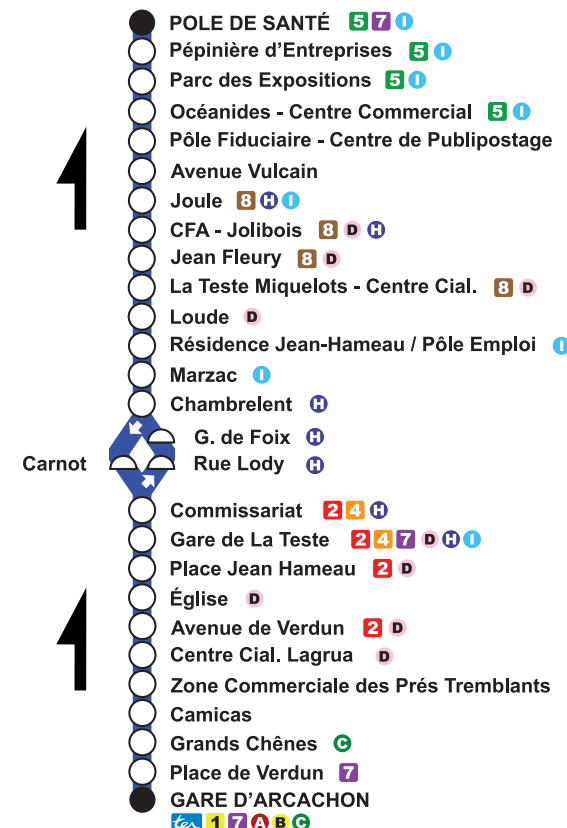 POLE DE SANTÉ 5 7 I
Pépinière d'Entreprises 5 I
Parc des Expositions 5 I
Océanides - Centre Commercial 5 I
Pôle Fiduciaire - Centre de Publipostage
Avenue Vulcain
Joule 8 H I
CFA - Jolibois 8 D H
Jean Fleury 8 D
La Teste Miquelots - Centre Cial. 8 D
Loude D
Résidence Jean-Hameau / Pôle Emploi I
Marzac I
Chambrelent H
G. de Foix H
Carnot Rue Lody H
Commissariat 2 4 H
Gare de La Teste 2 4 7 D H I
Place Jean Hameau 2 D
Église D
Avenue de Verdun 2 D
Centre Cial. Lagrua D
Zone Commerciale des Prés Tremblants
Camicas
Grands Chênes C
Place de Verdun 7
GARE D'ARCACHON
ter 1 7 A B C